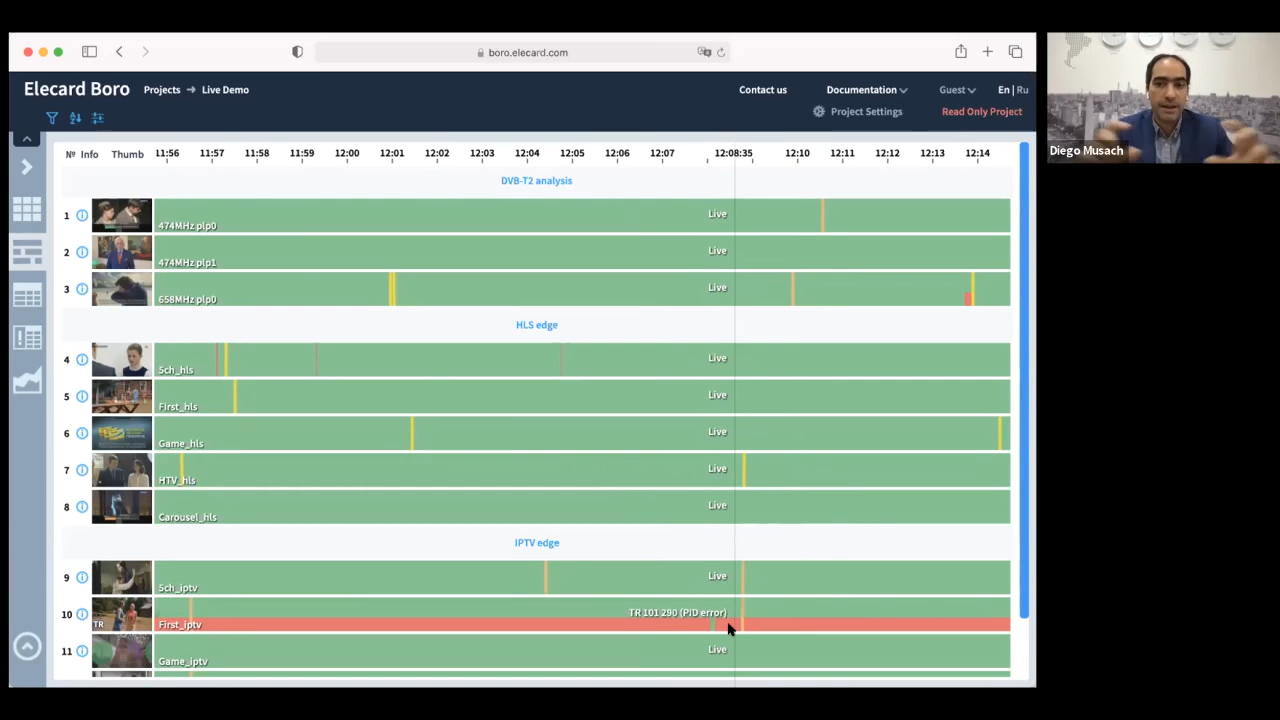 boro.elecard.com
Elecard Boro Projects → Live Demo Contact us Documentation Guest En | Ru
Project Settings Read Only Project
Diego Musach
№ Info Thumb 11:56 11:57 11:58 11:59 12:00 12:01 12:02 12:03 12:04 12:05 12:06 12:07 12:08:35 12:10 12:11 12:12 12:13 12:14
DVB-T2 analysis
1 474MHz plp0 Live
2 474MHz plp1 Live
3 658MHz plp0 Live
HLS edge
4 5ch_hls Live
5 First_hls Live
6 Game_hls Live
7 HTV_hls Live
8 Carousel_hls Live
IPTV edge
9 5ch_iptv Live
10 TR First_iptv TR 101 290 (PID error)
11 Game_iptv Live